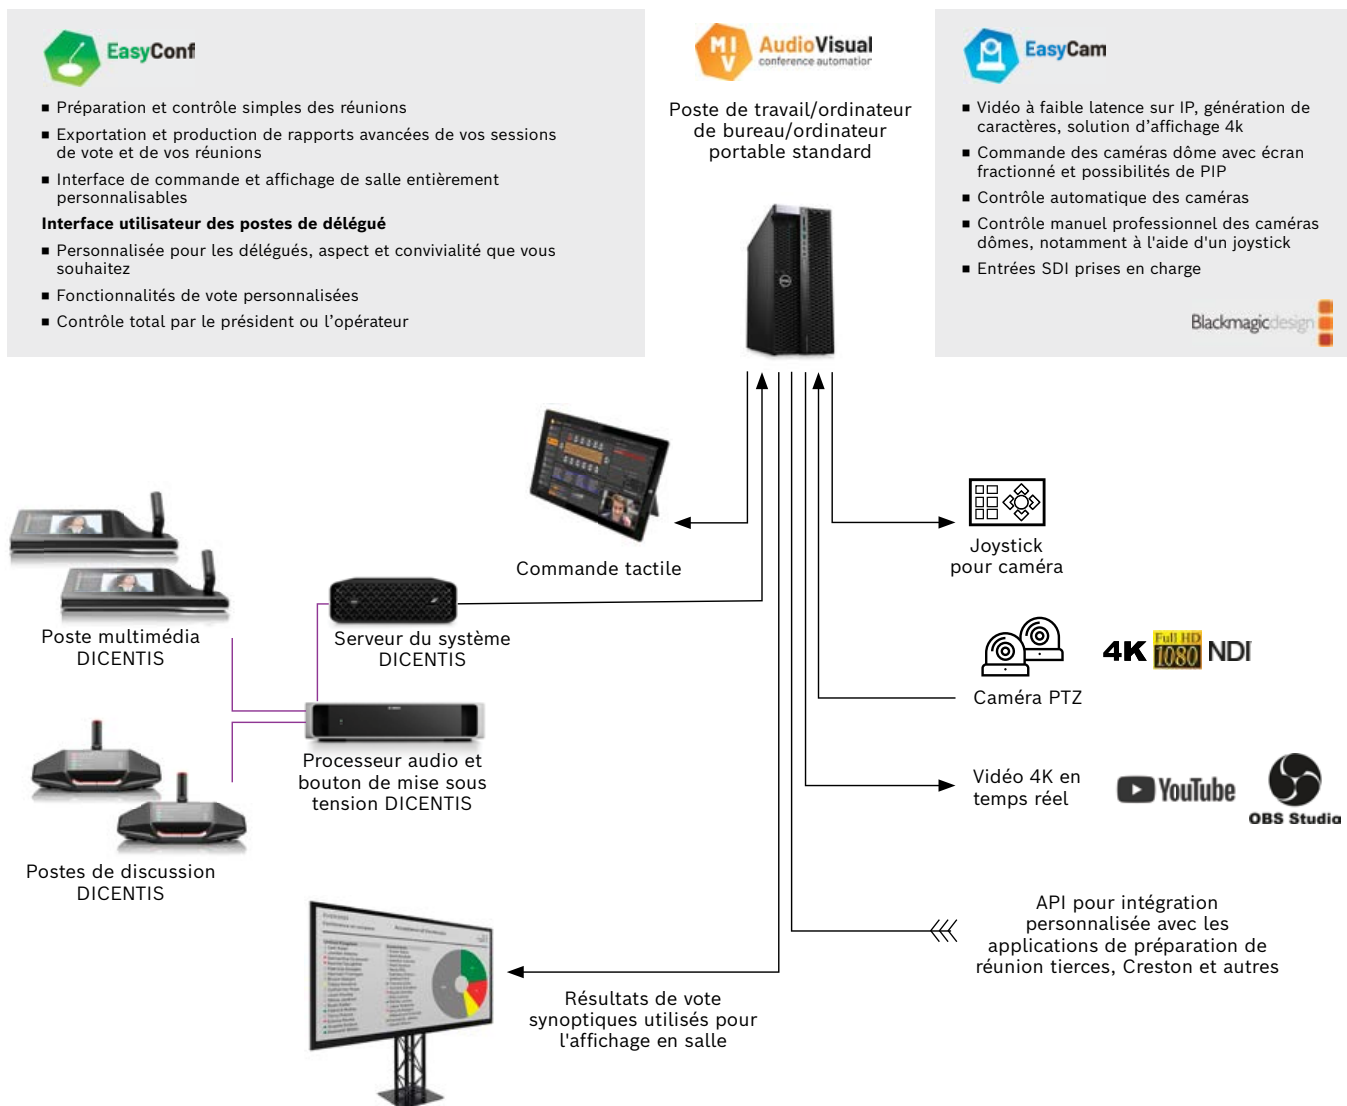 EasyConf
■ Préparation et contrôle simples des réunions
■ Exportation et production de rapports avancées de vos sessions
de vote et de vos réunions
■ Interface de commande et affichage de salle entièrement
personnalisables
Interface utilisateur des postes de délégué
■ Personnalisée pour les délégués, aspect et convivialité que vous
souhaitez
■ Fonctionnalités de vote personnalisées
■ Contrôle total par le président ou l'opérateur
MIV
AudioVisual
conference automation
Poste de travail/ordinateur
de bureau/ordinateur
portable standard
EasyCam
■ Vidéo à faible latence sur IP, génération de
caractères, solution d'affichage 4k
■ Commande des caméras dôme avec écran
fractionné et possibilités de PIP
■ Contrôle automatique des caméras
■ Contrôle manuel professionnel des caméras
dômes, notamment à l'aide d'un joystick
■ Entrées SDI prises en charge
Blackmagicdesign
Commande tactile
Joystick
pour caméra
Poste multimédia
DICENTIS
Serveur du système
DICENTIS
Caméra PTZ
4K
Full HD
1080
NDI
Processeur audio et
bouton de mise sous
tension DICENTIS
Vidéo 4K en
temps réel
YouTube
OBS Studio
Postes de discussion
DICENTIS
API pour intégration
personnalisée avec les
applications de préparation de
réunion tierces, Creston et autres
Résultats de vote
synoptiques utilisés pour
l'affichage en salle